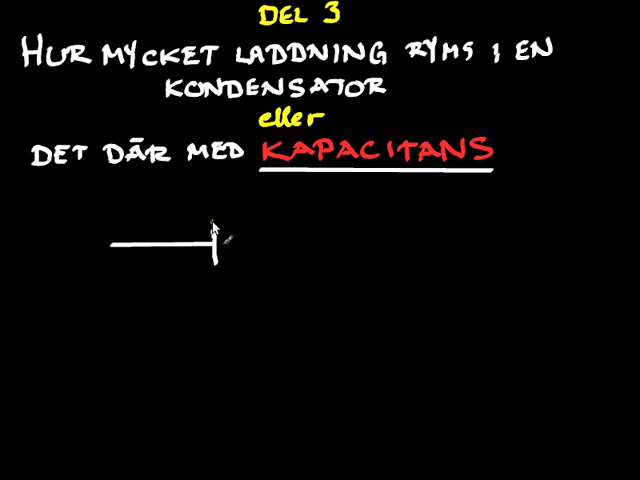 DEL 3
HUR MYCKET LADDNING RYMS I EN
KONDENSATOR
eller
DET DÄR MED KAPACITANS